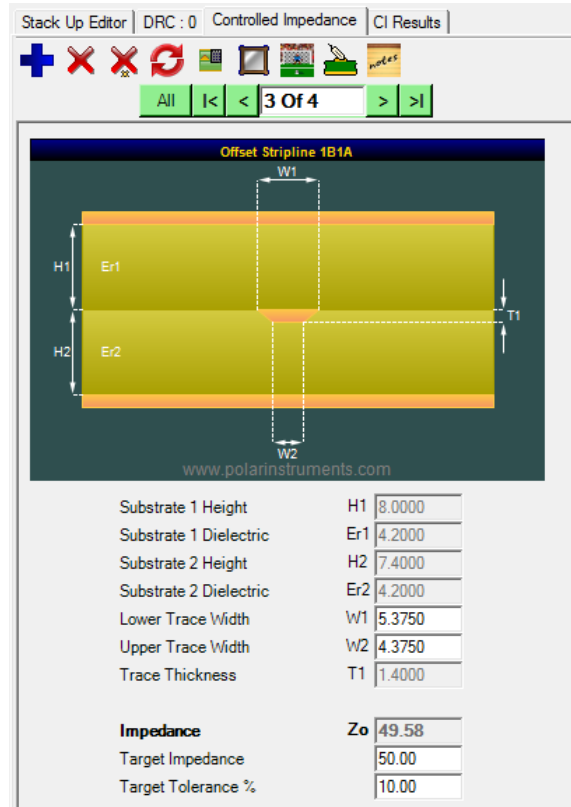 Stack Up Editor DRC : 0 Controlled Impedance CI Results
notes
All |< < 3 Of 4 > >|
Offset Stripline 1B1A
W1
H1 Er1
T1
H2 Er2
W2
www.polarinstruments.com
Substrate 1 Height H1 8.0000
Substrate 1 Dielectric Er1 4.2000
Substrate 2 Height H2 7.4000
Substrate 2 Dielectric Er2 4.2000
Lower Trace Width W1 5.3750
Upper Trace Width W2 4.3750
Trace Thickness T1 1.4000
Impedance Zo 49.58
Target Impedance 50.00
Target Tolerance % 10.00